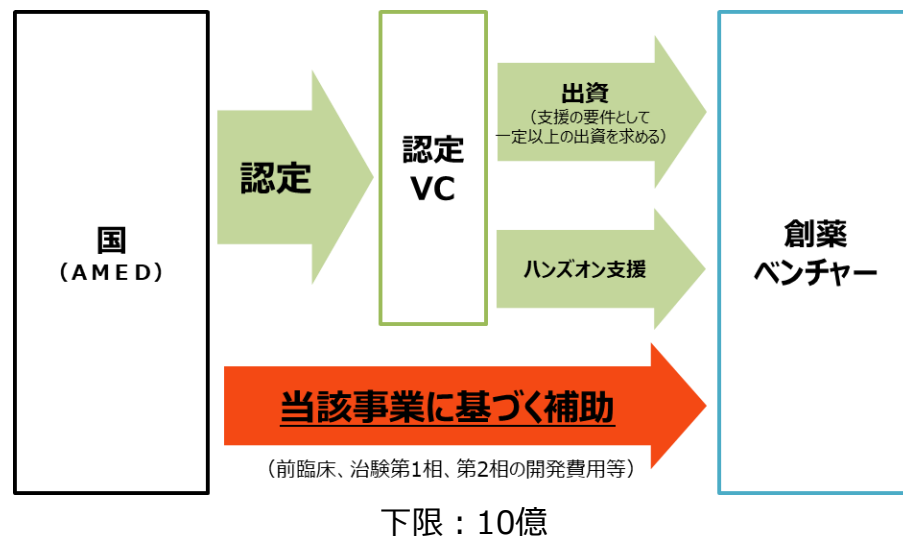 国
（ＡＭＥＤ）
認定
認定
VC
出資
（支援の要件として
一定以上の出資を求める）
ハンズオン支援
創薬
ベンチャー
当該事業に基づく補助
（前臨床、治験第1相、第2相の開発費用等）
下限：10億